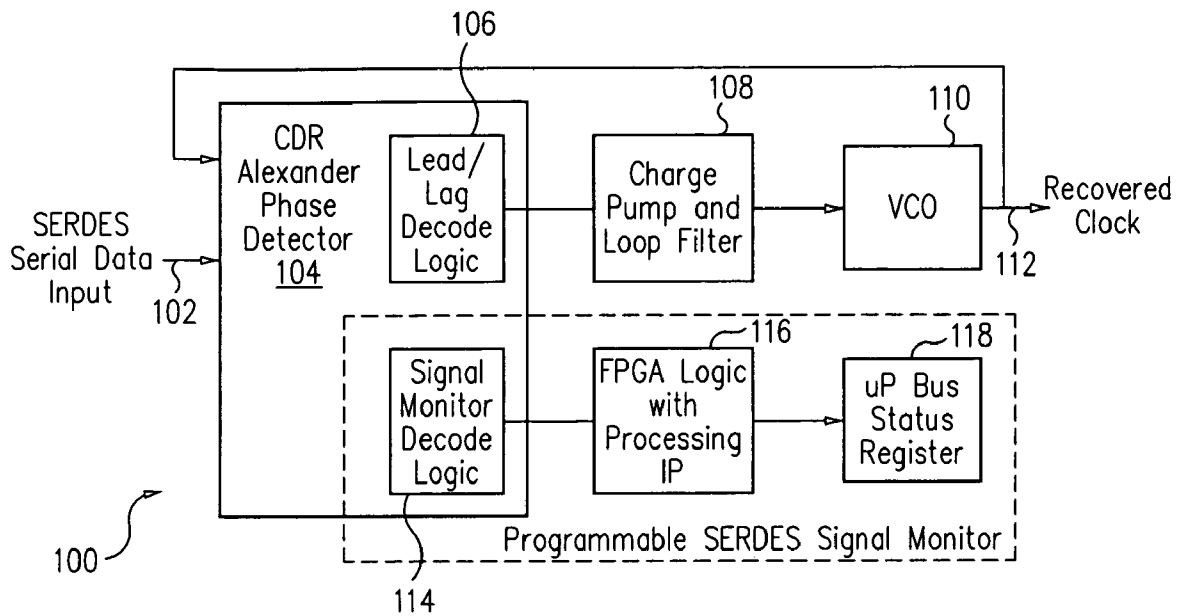 106
108
110
CDR
Alexander
Phase
Detector
104
Lead/
Lag
Decode
Logic
Charge
Pump and
Loop Filter
VCO
Recovered
Clock
112
SERDES
Serial Data
Input
102
116
118
Signal
Monitor
Decode
Logic
FPGA Logic
with
Processing
IP
uP Bus
Status
Register
Programmable SERDES Signal Monitor
100
114